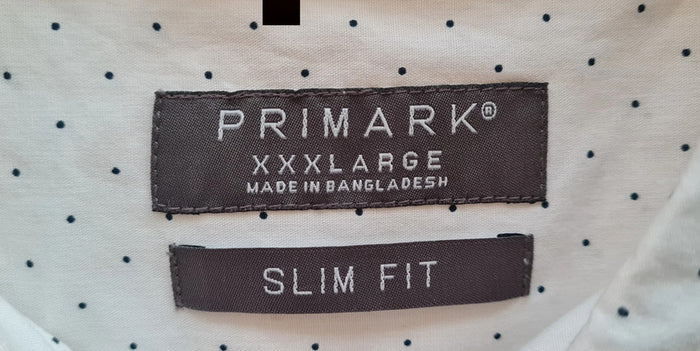 PRIMARK®
XXXLARGE
MADE IN BANGLADESH
SLIM FIT